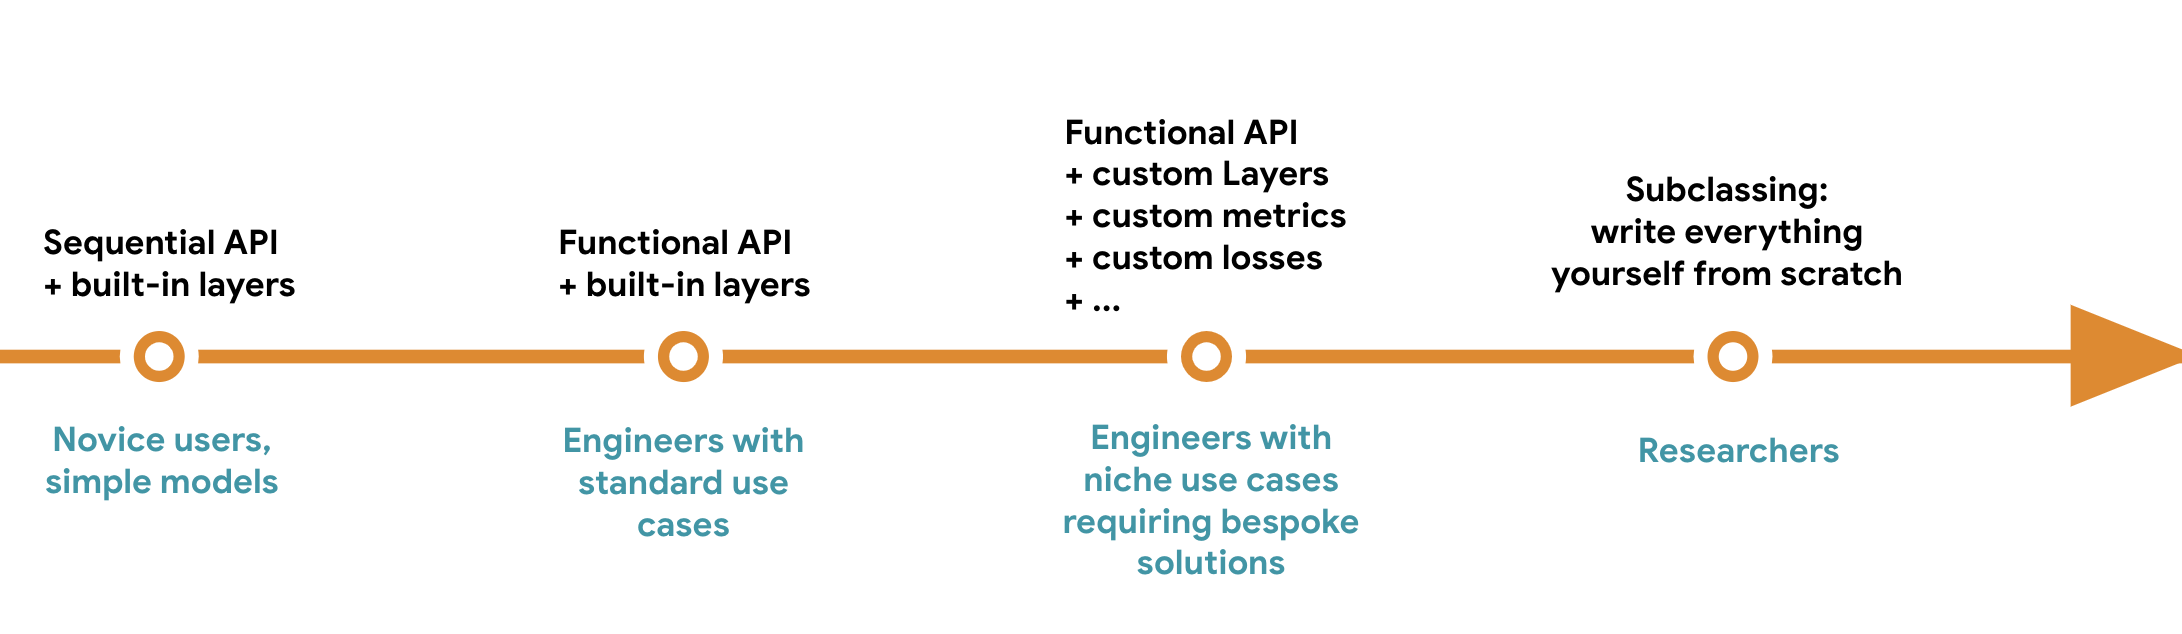 Sequential API
+ built-in layers
Functional API
+ built-in layers
Functional API
+ custom Layers
+ custom metrics
+ custom losses
+ ...
Subclassing:
write everything
yourself from scratch
Novice users,
simple models
Engineers with
standard use
cases
Engineers with
niche use cases
requiring bespoke
solutions
Researchers